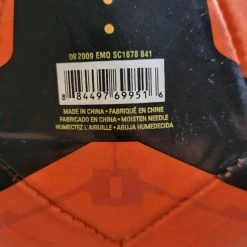 09 2009 EMO SC1678 841
8 84497 69951 6
MADE IN CHINA • FABRIQUÉ EN CHINE
FABRICADO EN CHINA • MOISTEN NEEDLE
HUMECTEZ L'AIGUILLE • AGUJA HUMEDECIDA